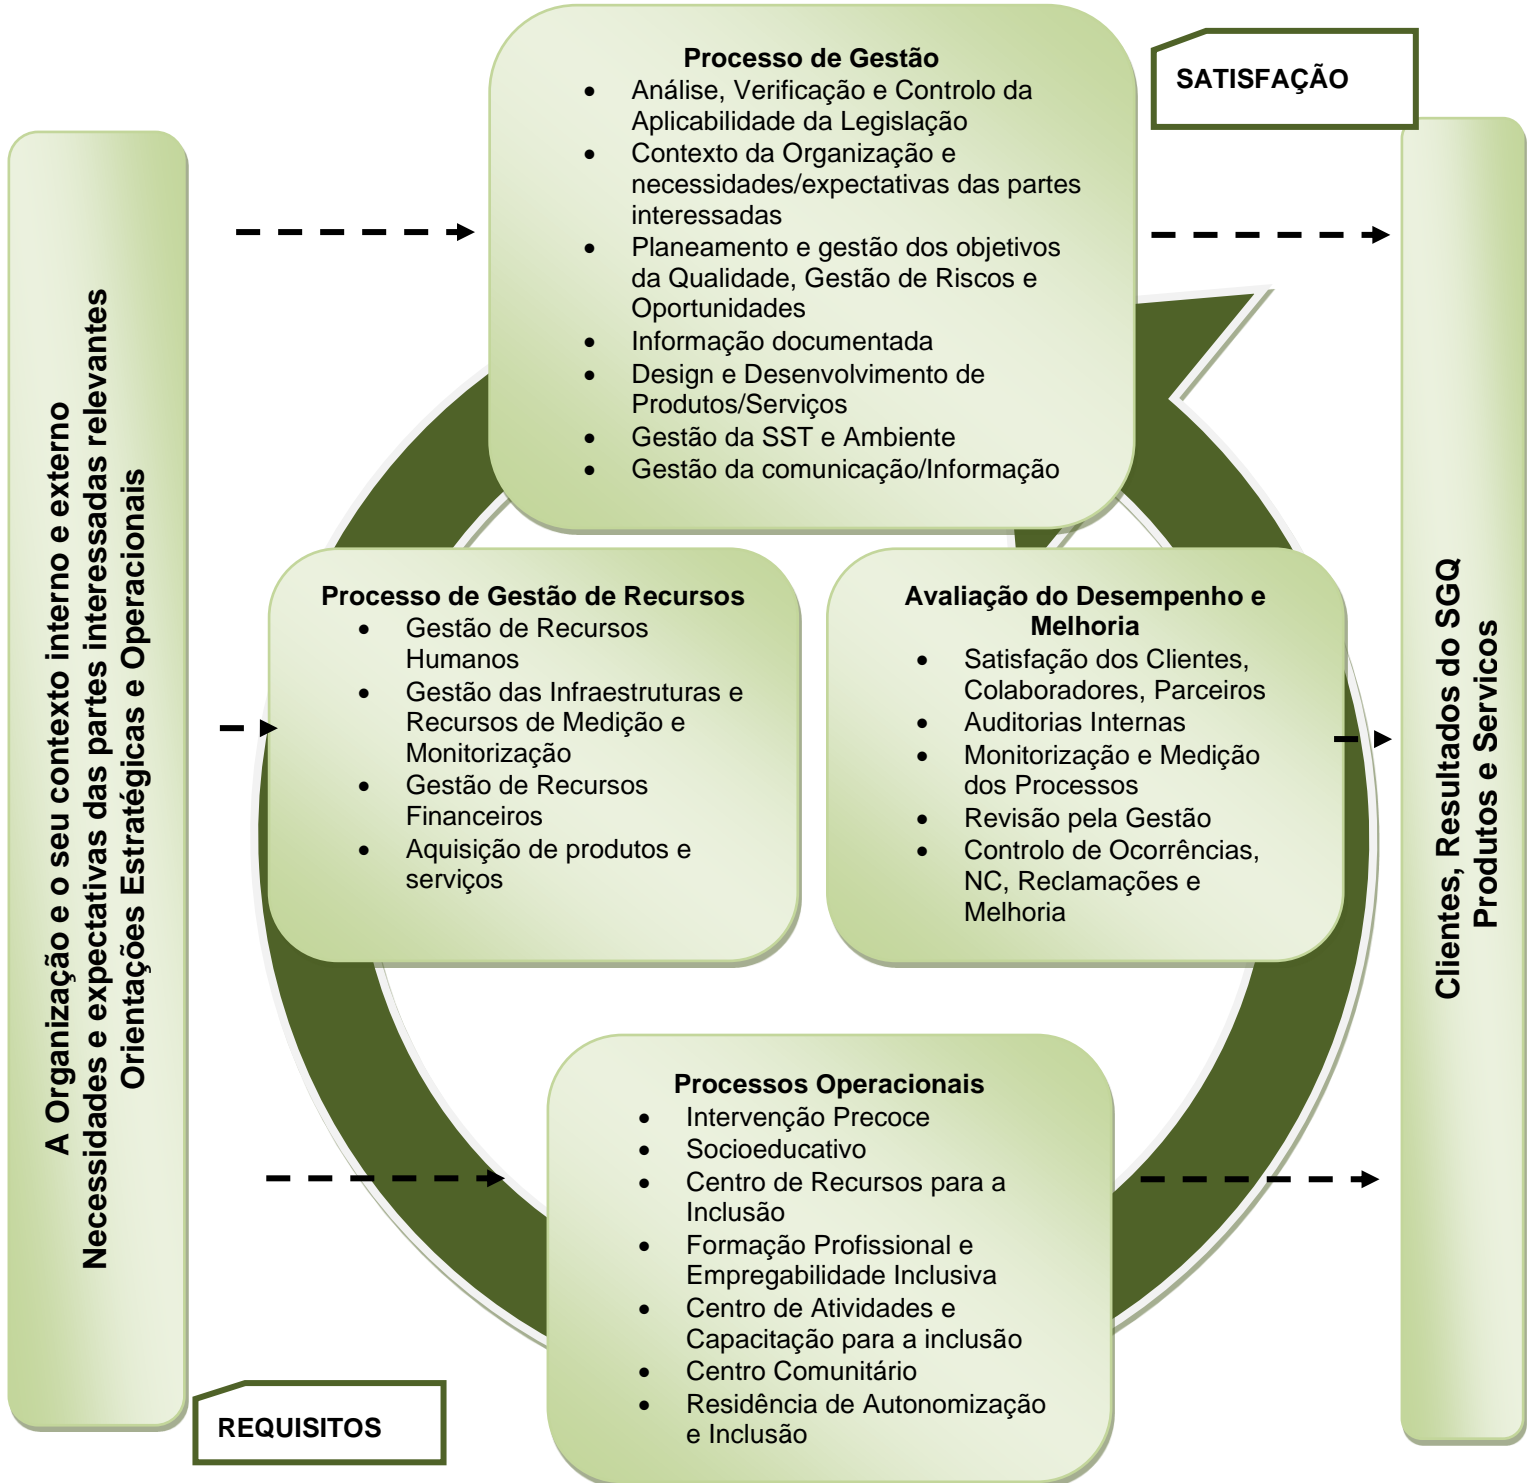 Processo de Gestão
• Análise, Verificação e Controlo da
Aplicabilidade da Legislação
• Contexto da Organização e
necessidades/expectativas das partes
interessadas
• Planeamento e gestão dos objetivos
da Qualidade, Gestão de Riscos e
Oportunidades
• Informação documentada
• Design e Desenvolvimento de
Produtos/Serviços
• Gestão da SST e Ambiente
• Gestão da comunicação/Informação
SATISFAÇÃO
A Organização e o seu contexto interno e externo
Necessidades e expectativas das partes interessadas relevantes
Orientações Estratégicas e Operacionais
Processo de Gestão de Recursos
• Gestão de Recursos
Humanos
• Gestão das Infraestruturas e
Recursos de Medição e
Monitorização
• Gestão de Recursos
Financeiros
• Aquisição de produtos e
serviços
Avaliação do Desempenho e
Melhoria
• Satisfação dos Clientes,
Colaboradores, Parceiros
• Auditorias Internas
• Monitorização e Medição
dos Processos
• Revisão pela Gestão
• Controlo de Ocorrências,
NC, Reclamações e
Melhoria
Clientes, Resultados do SGQ
Produtos e Servicos
Processos Operacionais
• Intervenção Precoce
• Socioeducativo
• Centro de Recursos para a
Inclusão
• Formação Profissional e
Empregabilidade Inclusiva
• Centro de Atividades e
Capacitação para a inclusão
• Centro Comunitário
• Residência de Autonomização
e Inclusão
REQUISITOS